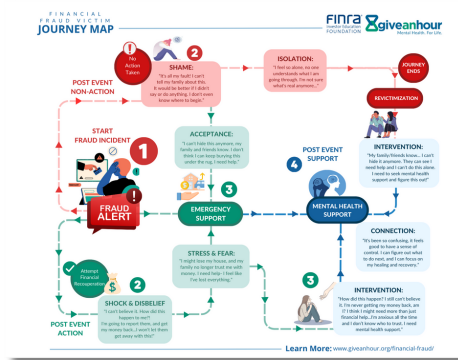 FINANCIAL
FRAUD VICTIM
JOURNEY MAP
FINRA
Investor Education
FOUNDATION
giveanhour
Mental Health. For Life.
No
Action
Taken
2
SHAME:
"It's all my fault! I can't
tell my family about this.
It would be better if I didn't
say or do anything. I don't even
know where to begin."
ISOLATION:
"I feel so alone, no one
understands what I am
going through. I'm not sure
what's real anymore..."
JOURNEY
ENDS
REVICTIMIZATION
POST EVENT
NON-ACTION
START
FRAUD INCIDENT
1
FRAUD
ALERT
ACCEPTANCE:
"I can't hide this anymore, my
family and friends know. I don't
think I can keep burying this
under the rug. I need help."
3
EMERGENCY
SUPPORT
4
POST EVENT
SUPPORT
MENTAL HEALTH
SUPPORT
INTERVENTION:
"My family/friends know... I can't
hide it anymore. They can see I
need help and I can't do this alone.
I need to seek mental health
support and figure this out!"
CONNECTION:
"It's been so confusing, it feels
good to have a sense of
control. I can figure out what
to do next, and I can focus on
my healing and recovery."
STRESS & FEAR:
"I might lose my house, and my
family no longer trust me with
money. I need help - I feel like
I've lost everything."
Attempt
Financial
Recuperation
2
SHOCK & DISBELIEF
"I can't believe it. How did this
happen to me?!
I'm going to report them, and get
my money back...I won't let them
get away with this!"
POST EVENT
ACTION
3
INTERVENTION:
"How did this happen? I still can't believe
it. I'm never getting my money back, am
I? I think I might need more than just
financial help. I'm anxious all the time
and I don't know who to trust. I need
mental health support."
Learn More: www.giveanhour.org/financial-fraud/